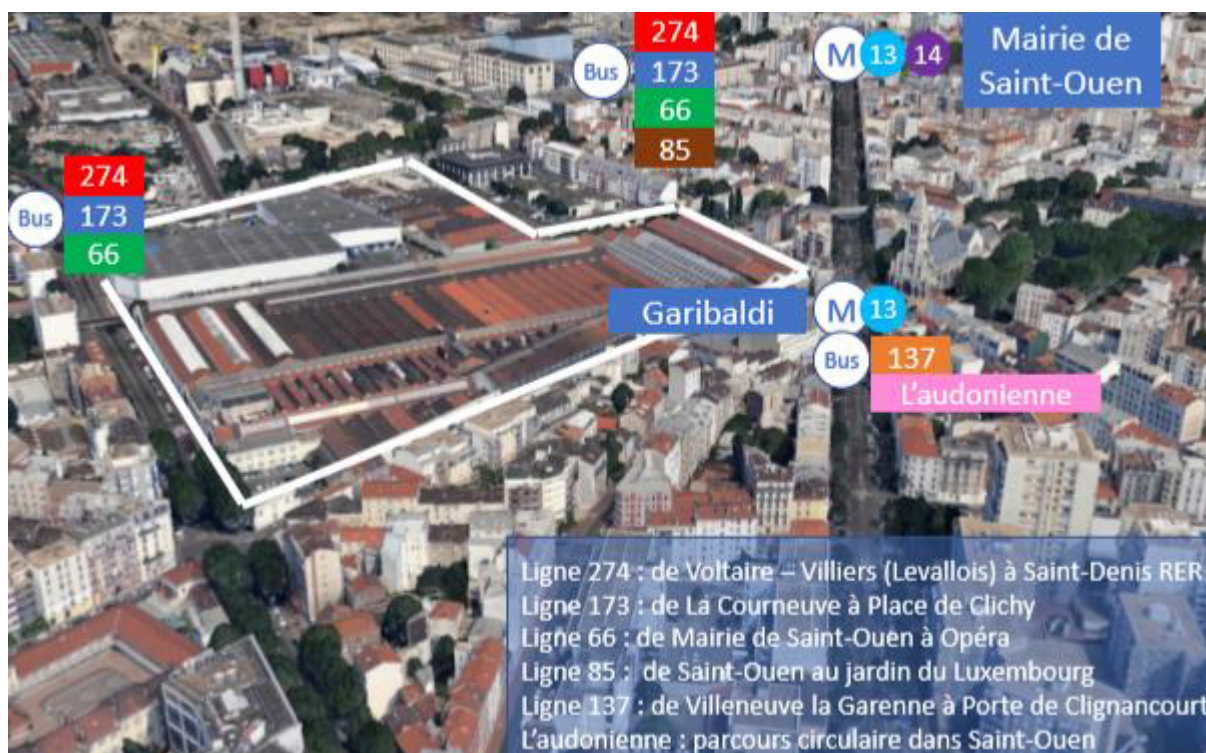 274
Bus
173
66
85
M
13
14
Mairie de
Saint-Ouen
274
Bus
173
66
Garibaldi
M
13
Bus
137
L'audonienne
Ligne 274 : de Voltaire – Villiers (Levallois) à Saint-Denis RER
Ligne 173 : de La Courneuve à Place de Clichy
Ligne 66 : de Mairie de Saint-Ouen à Opéra
Ligne 85 : de Saint-Ouen au jardin du Luxembourg
Ligne 137 : de Villeneuve la Garenne à Porte de Clignancourt
L'audonienne : parcours circulaire dans Saint-Ouen